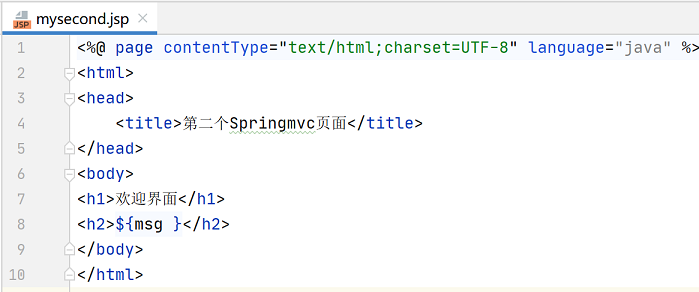 mysecond.jsp
JSP
1 <%@ page contentType="text/html;charset=UTF-8" language="java" %>
2 <html>
3 <head>
4     <title>第二个Springmvc页面</title>
5 </head>
6 <body>
7 <h1>欢迎界面</h1>
8 <h2>${msg }</h2>
9 </body>
10 </html>